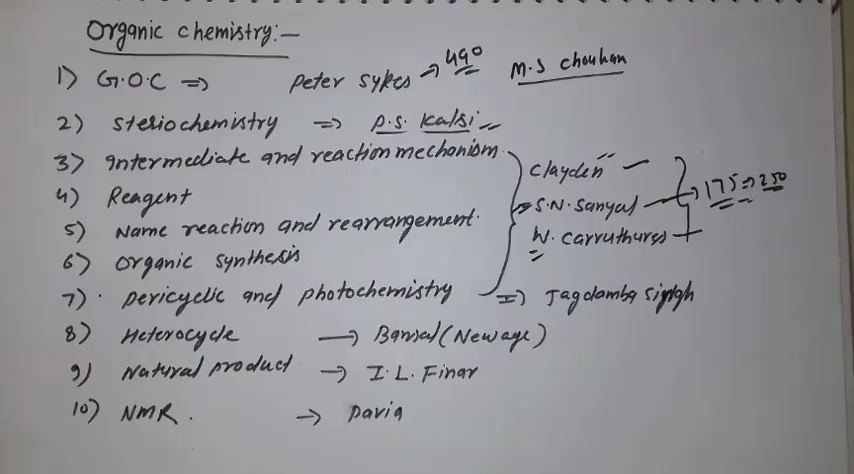 Organic chemistry:-
1) G.O.C ⇒ Peter Sykes → 490 M.S chouhan
2) Steriochemistry ⇒ P.S. Kalsi
3) Intermediate and reaction mechanism
Clayden
4) Reagent
S.N. Sanyal → 175 ⇒ 250
5) Name reaction and rearrangement
W. Carruthurs
6) Organic synthesis
7) Pericyclic and photochemistry ⇒ Jagdamba Singh
8) Heterocycle → Bansal (New age)
9) Natural product → I.L. Finar
10) NMR. →